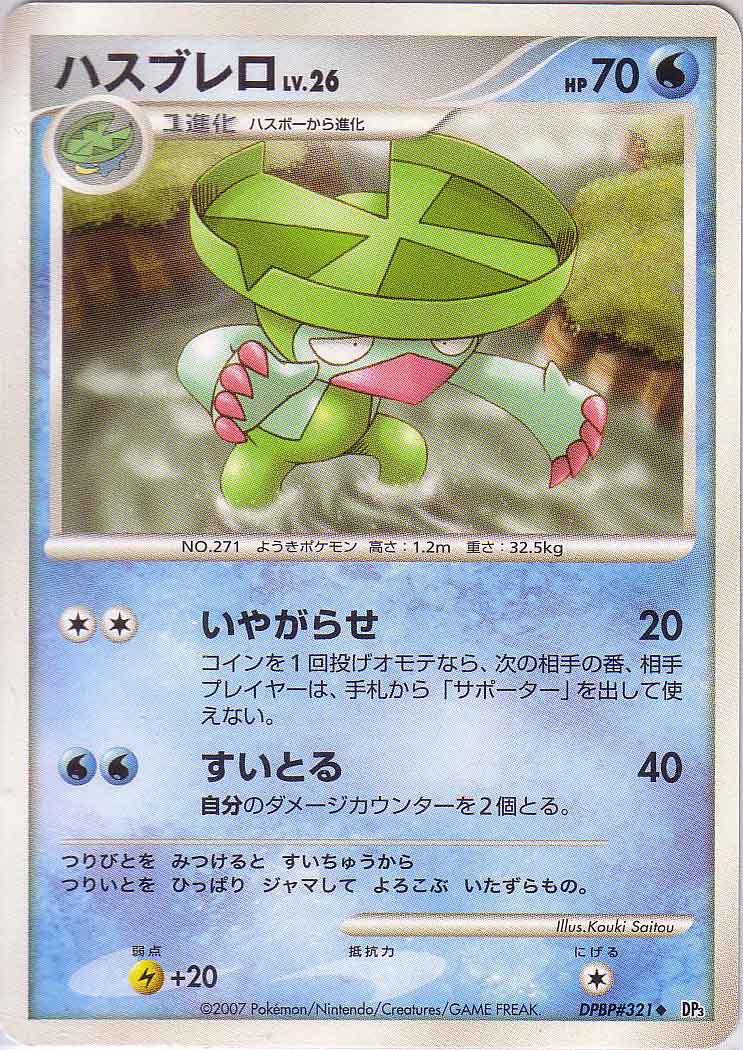 ハスブレロ LV.26 HP 70
1進化 ハスボーから進化
NO.271 ようきポケモン 高さ:1.2m 重さ:32.5kg
いやがらせ 20
コインを1回投げオモテなら、次の相手の番、相手
プレイヤーは、手札から「サポーター」を出して使
えない。
すいとる 40
自分のダメージカウンターを2個とる。
つりびとを みつけると すいちゅうから
つりいとを ひっぱり ジャマして よろこぶ いたずらもの。
Illus.Kouki Saitou
弱点 抵抗力 にげる
+20
©2007 Pokémon/Nintendo/Creatures/GAME FREAK. DPBP#321◆ DP3